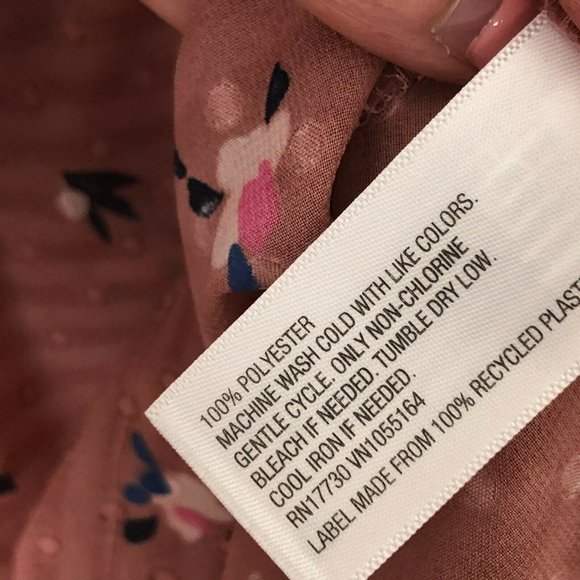 100% POLYESTER
MACHINE WASH COLD WITH LIKE COLORS.
GENTLE CYCLE. ONLY NON-CHLORINE
BLEACH IF NEEDED. TUMBLE DRY LOW.
COOL IRON IF NEEDED.
RN17730 VN1055164
LABEL MADE FROM 100% RECYCLED PLAST